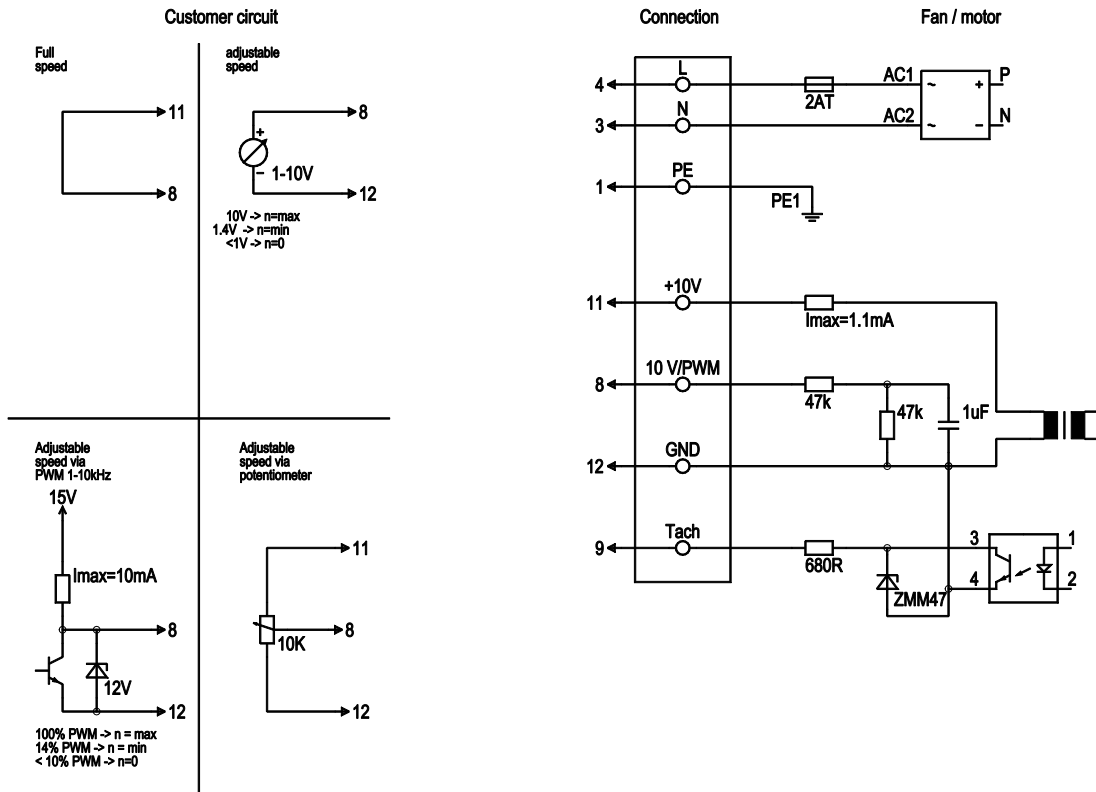 Customer circuit
Connection
Fan / motor
Full
speed
11
8
adjustable
speed
8
+
1-10V
–
12
10V -> n=max
1.4V -> n=min
<1V -> n=0
Adjustable
speed via
PWM 1-10kHz
15V
Imax=10mA
8
12V
12
100% PWM -> n = max
14% PWM -> n = min
< 10% PWM -> n=0
Adjustable
speed via
potentiometer
11
8
10K
12
4
L
2AT
AC1
~
+
P
3
N
AC2
~
–
N
1
PE
PE1
11
+10V
Imax=1.1mA
8
10 V/PWM
47k
47k
1uF
12
GND
9
Tach
680R
ZMM47
3
4
1
2